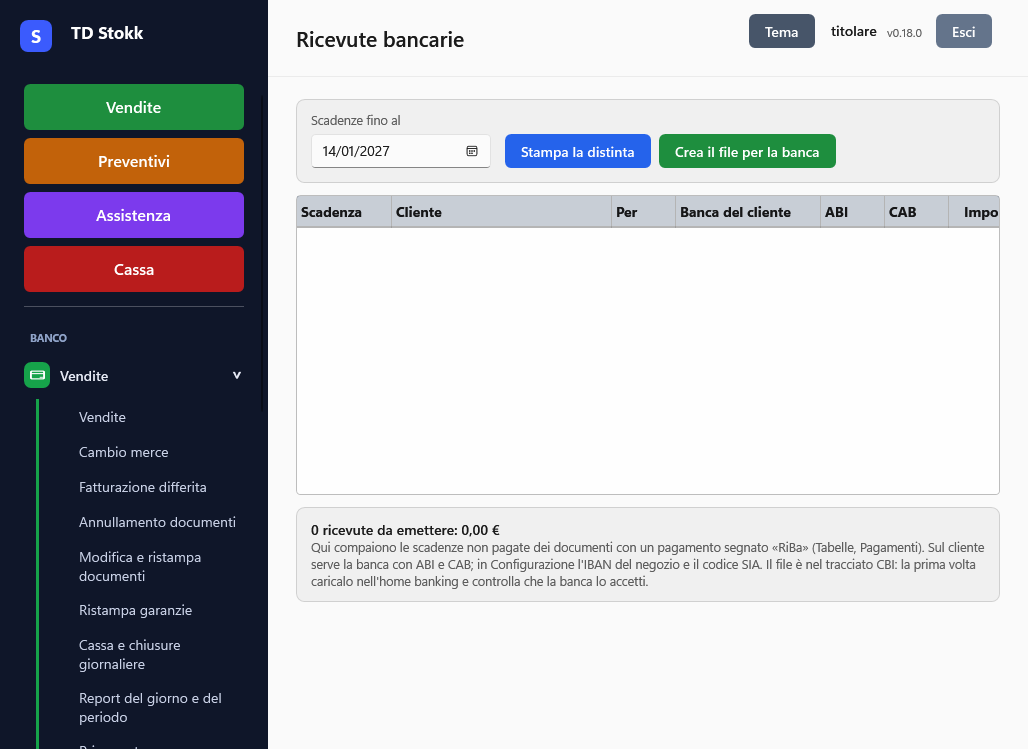 S
TD Stokk
Vendite
Preventivi
Assistenza
Cassa
BANCO
Vendite
Vendite
Cambio merce
Fatturazione differita
Annullamento documenti
Modifica e ristampa
documenti
Ristampa garanzie
Cassa e chiusure
giornaliere
Report del giorno e del
periodo
Ricevute bancarie
Tema
titolare
v0.18.0
Esci
Scadenze fino al
14/01/2027
Stampa la distinta
Crea il file per la banca
Scadenza Cliente Per Banca del cliente ABI CAB Impo
0 ricevute da emettere: 0,00 €
Qui compaiono le scadenze non pagate dei documenti con un pagamento segnato «RiBa» (Tabelle, Pagamenti). Sul cliente
serve la banca con ABI e CAB; in Configurazione l'IBAN del negozio e il codice SIA. Il file è nel tracciato CBI: la prima volta
caricalo nell'home banking e controlla che la banca lo accetti.